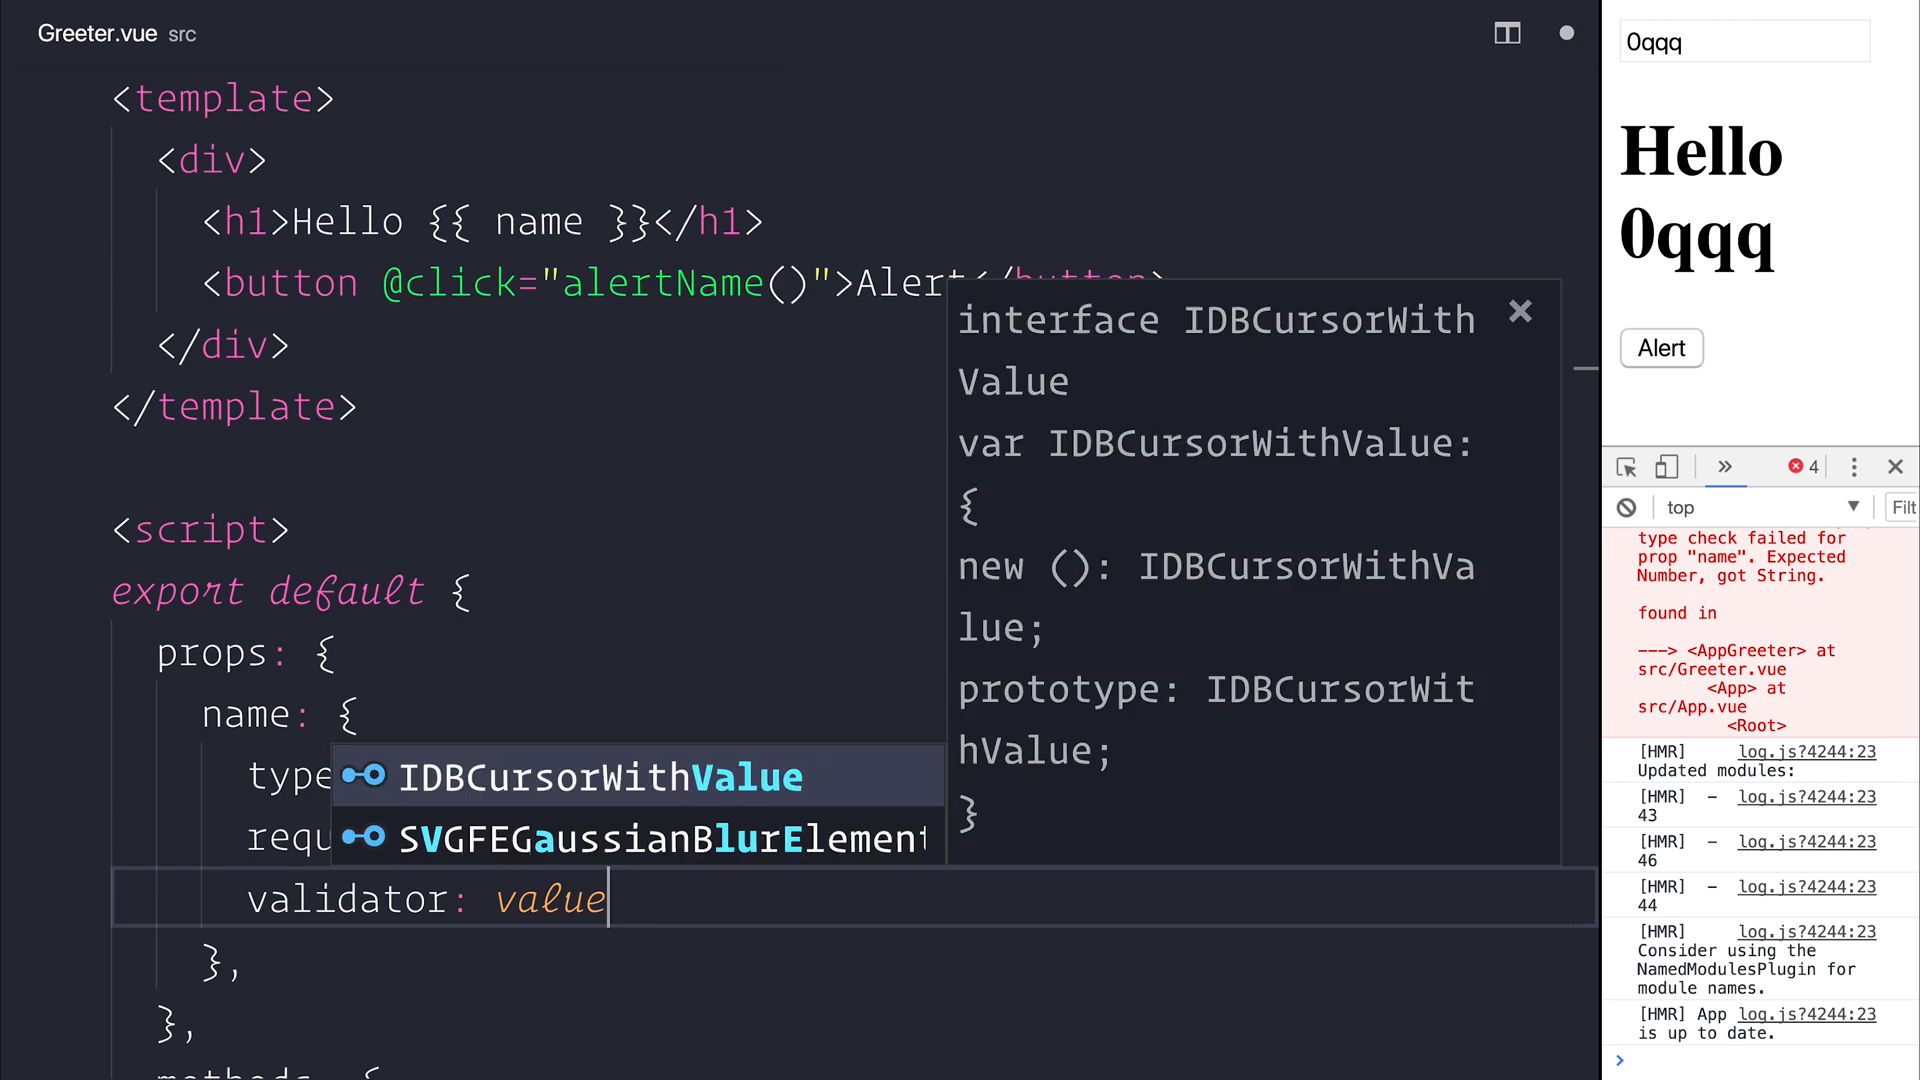 Greeter.vue src
<template>
<div>
<h1>Hello {{ name }}</h1>
<button @click="alertName()">Alert</button>
</div>
</template>
<script>
export default {
props: {
name: {
type
requ
validator: value
},
},
methods {
IDBCursorWithValue
SVGFEGaussianBlurElement
interface IDBCursorWith
Value
var IDBCursorWithValue:
{
new (): IDBCursorWithVa
lue;
prototype: IDBCursorWit
hValue;
}
0qqq
Hello
0qqq
Alert
4
top
Filt
type check failed for
prop "name". Expected
Number, got String.
found in
---> <AppGreeter> at
src/Greeter.vue
<App> at
src/App.vue
<Root>
[HMR] log.js?4244:23
Updated modules:
[HMR] - log.js?4244:23
43
[HMR] - log.js?4244:23
46
[HMR] - log.js?4244:23
44
[HMR] log.js?4244:23
Consider using the
NamedModulesPlugin for
module names.
[HMR] App log.js?4244:23
is up to date.